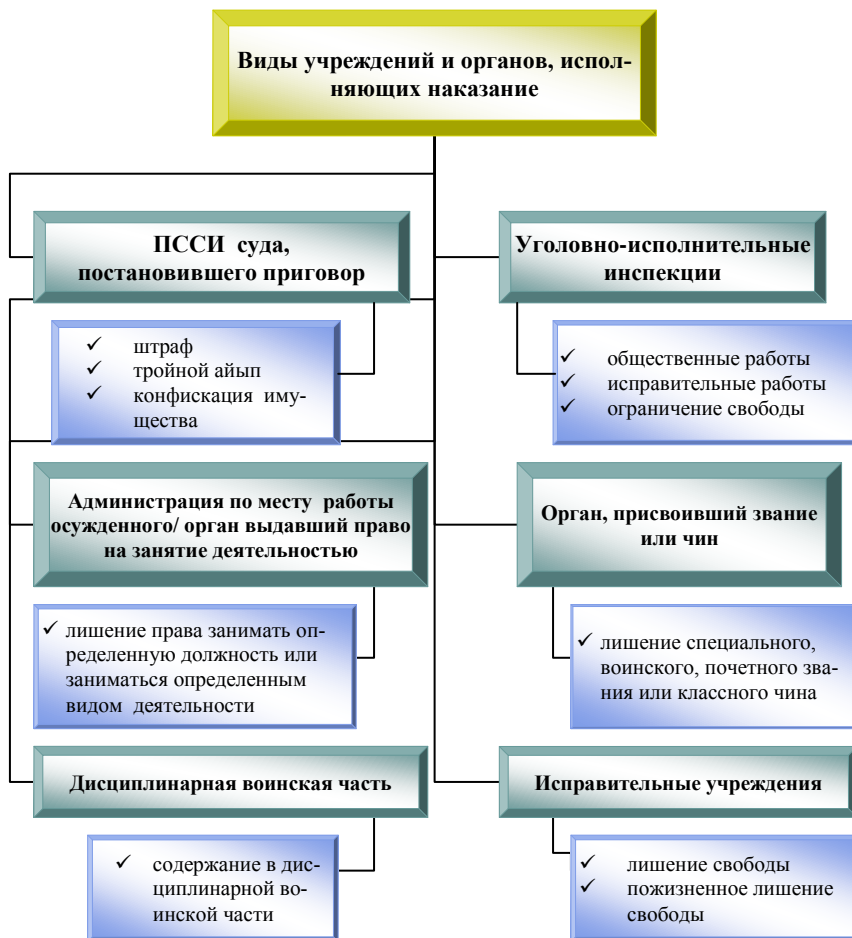 Виды учреждений и органов, испол-
няющих наказание
ПССИ суда,
постановившего приговор
✓ штраф
✓ тройной айып
✓ конфискация иму-
щества
Уголовно-исполнительные
инспекции
✓ общественные работы
✓ исправительные работы
✓ ограничение свободы
Администрация по месту работы
осужденного/ орган выдавший право
на занятие деятельностью
✓ лишение права занимать оп-
ределенную должность или
заниматься определенным
видом деятельности
Орган, присвоивший звание
или чин
✓ лишение специального,
воинского, почетного зва-
ния или классного чина
Дисциплинарная воинская часть
✓ содержание в дис-
циплинарной во-
инской части
Исправительные учреждения
✓ лишение свободы
✓ пожизненное лишение
свободы